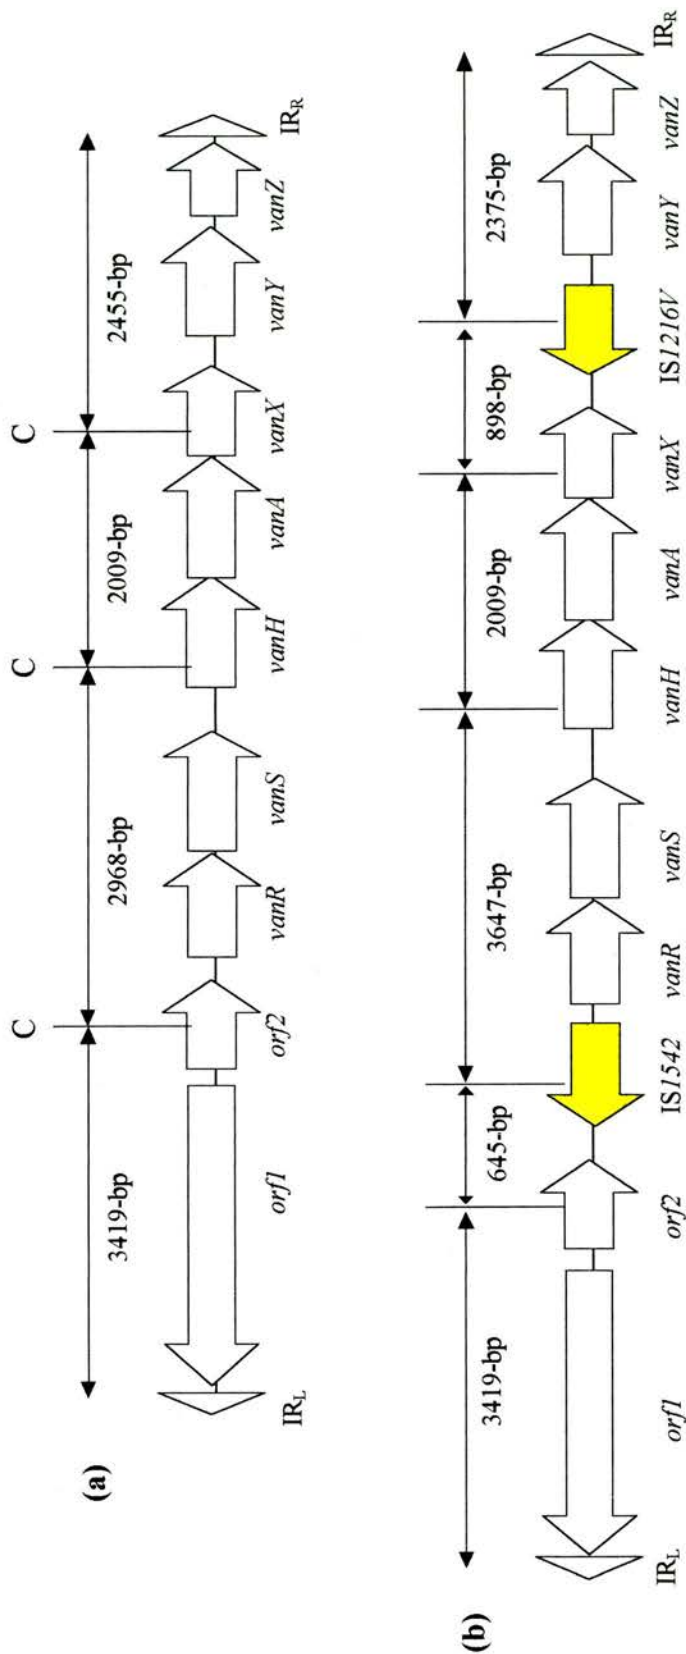 (a)
C C C
3419-bp 2968-bp 2009-bp 2455-bp
IRL orf1 orf2 vanR vanS vanH vanA vanX vanY vanZ IRR
(b)
3419-bp 645-bp 3647-bp 2009-bp 898-bp 2375-bp
IRL orf1 orf2 IS1542 vanR vanS vanH vanA vanX IS1216V vanY vanZ IRR